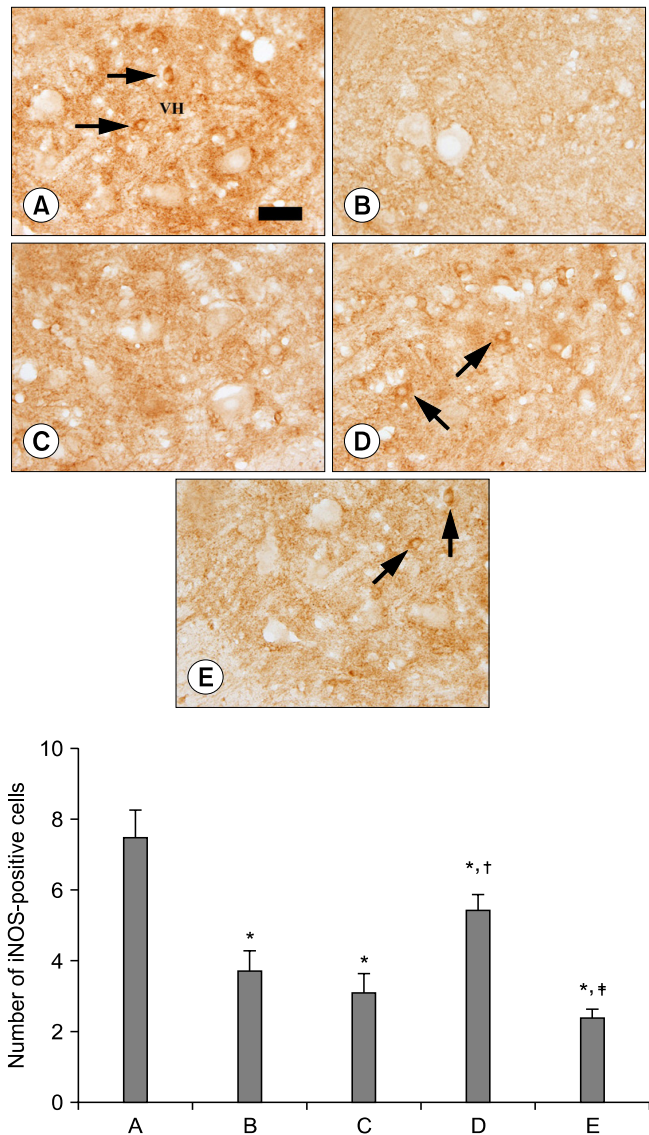 VH
A
B
C
D
E
Number of iNOS-positive cells
10
8
6
4
2
0
*
*
*, †
*, ‡
A B C D E